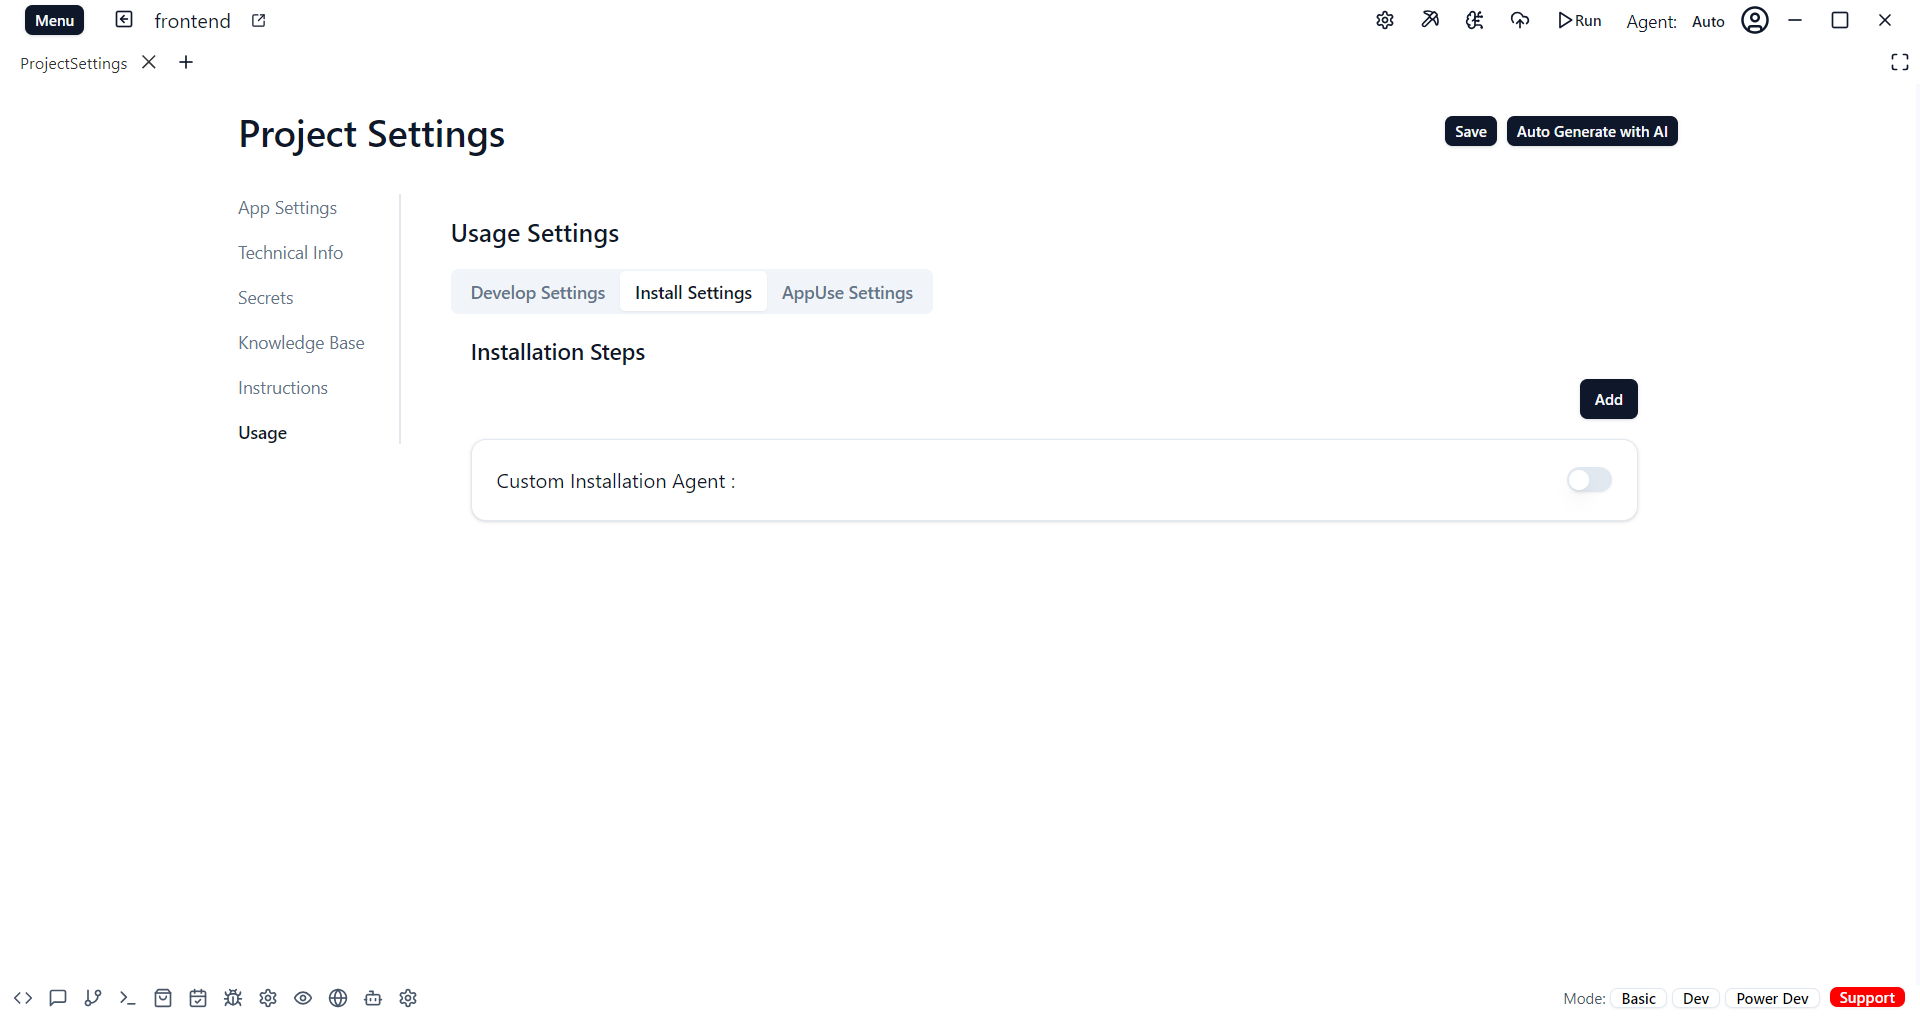 Menu frontend Run Agent: Auto
ProjectSettings
Project Settings
Save Auto Generate with AI
App Settings
Technical Info
Secrets
Knowledge Base
Instructions
Usage
Usage Settings
Develop Settings Install Settings AppUse Settings
Installation Steps
Add
Custom Installation Agent :
Mode: Basic Dev Power Dev Support